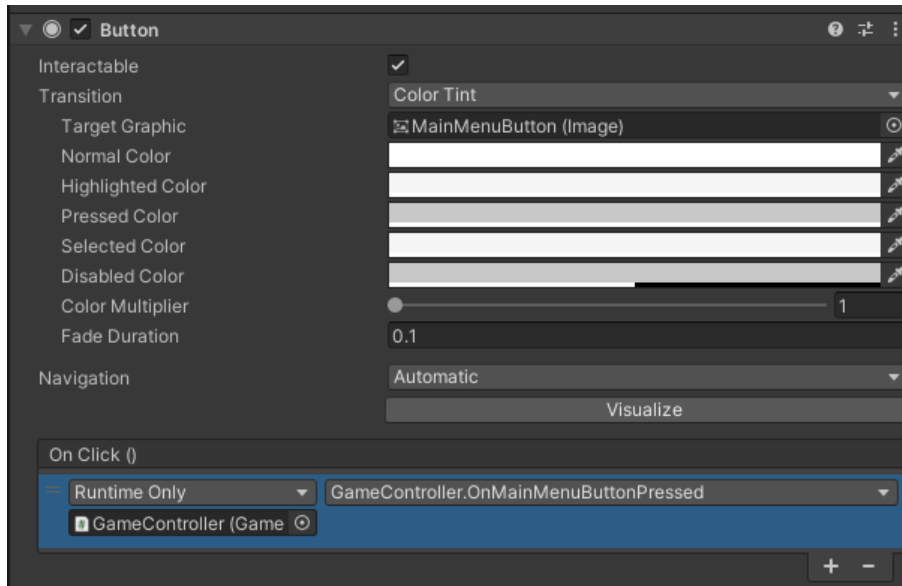 Button
Interactable
Transition Color Tint
Target Graphic MainMenuButton (Image)
Normal Color
Highlighted Color
Pressed Color
Selected Color
Disabled Color
Color Multiplier 1
Fade Duration 0.1
Navigation Automatic
Visualize
On Click ()
Runtime Only GameController.OnMainMenuButtonPressed
GameController (Game